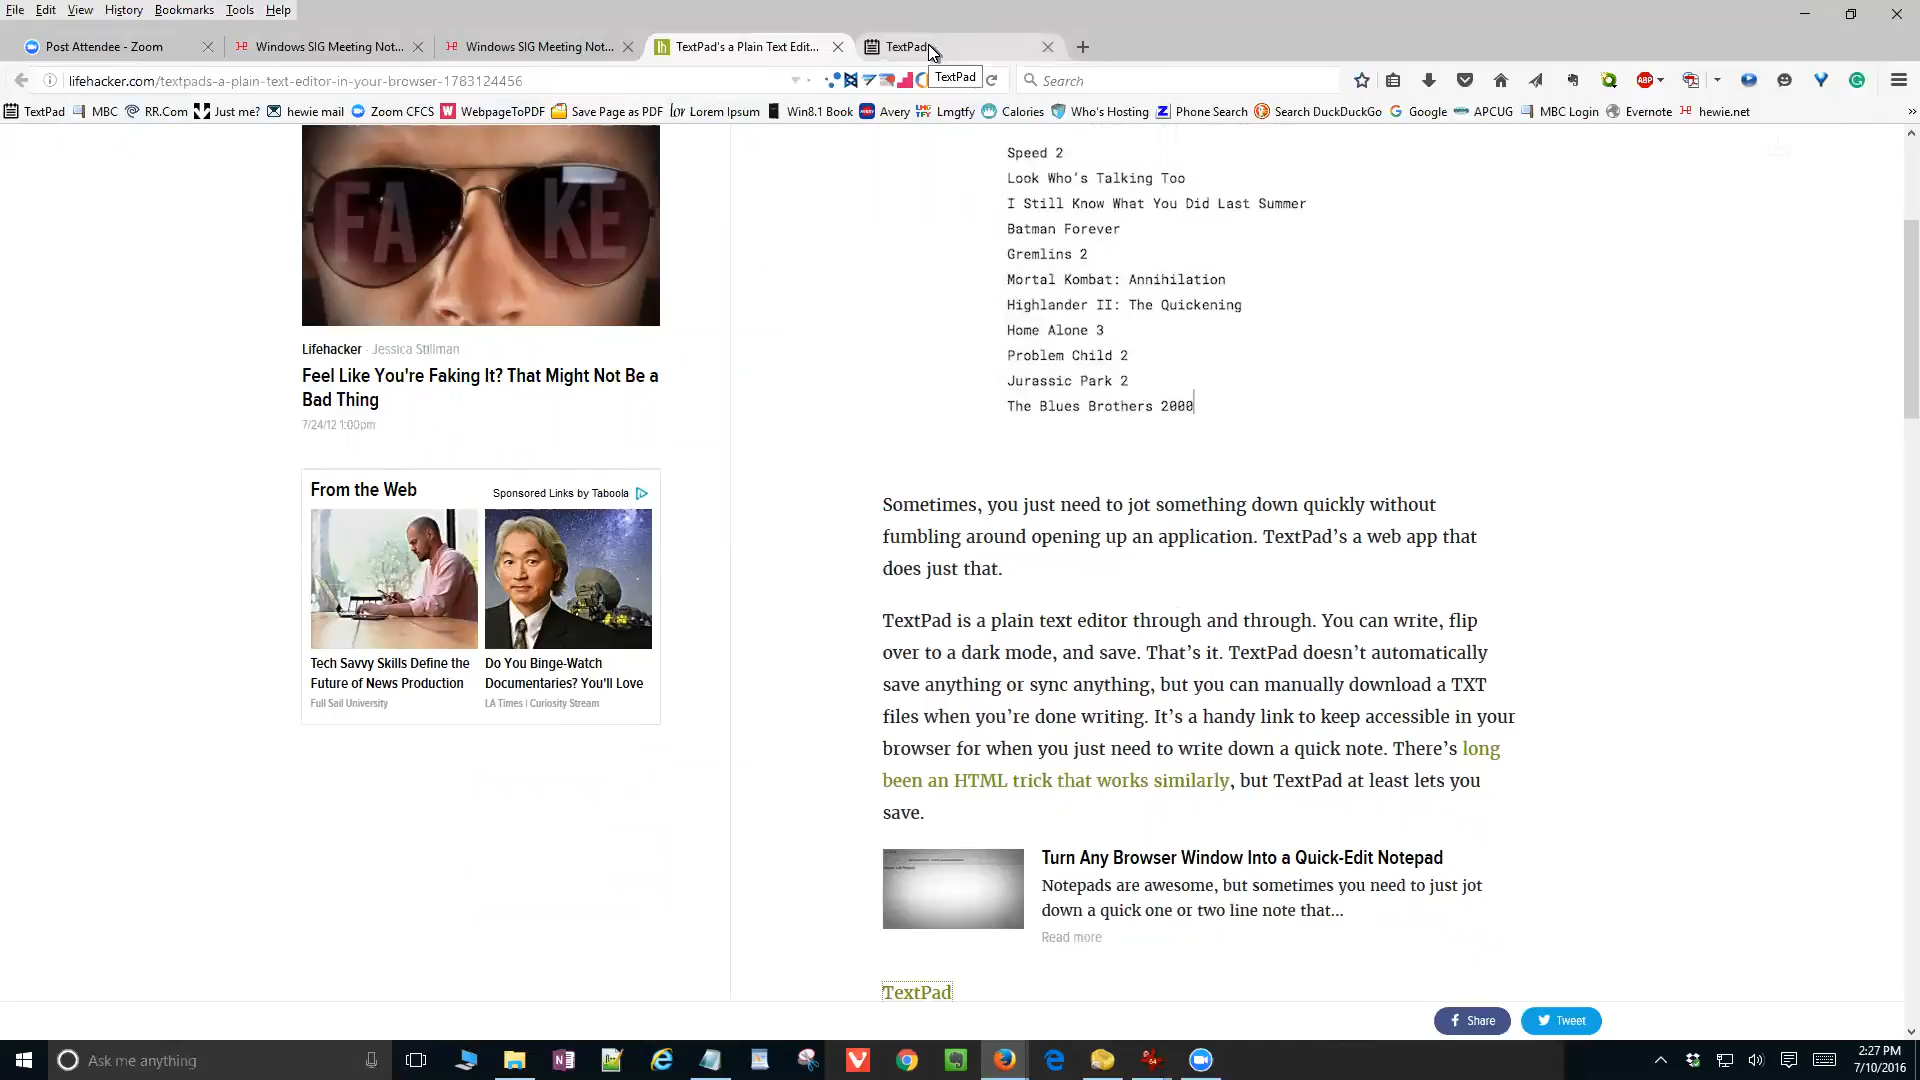 File Edit View History Bookmarks Tools Help
Post Attendee - Zoom
Windows SIG Meeting Not...
Windows SIG Meeting Not...
TextPad's a Plain Text Edit...
TextPad
lifehacker.com/textpads-a-plain-text-editor-in-your-browser-1783124456
TextPad
Search
ABP
TextPad MBC RR.Com Just me? hewie mail Zoom CFCS WebpageToPDF Save Page as PDF Lorem Ipsum Win8.1 Book Avery Lmgtfy Calories Who's Hosting Phone Search Search DuckDuckGo Google APCUG MBC Login Evernote hewie.net
FAKE
Lifehacker · Jessica Stillman
Feel Like You're Faking It? That Might Not Be a
Bad Thing
7/24/12 1:00pm
From the Web
Sponsored Links by Taboola
Tech Savvy Skills Define the
Future of News Production
Full Sail University
Do You Binge-Watch
Documentaries? You'll Love
LA Times | Curiosity Stream
Speed 2
Look Who's Talking Too
I Still Know What You Did Last Summer
Batman Forever
Gremlins 2
Mortal Kombat: Annihilation
Highlander II: The Quickening
Home Alone 3
Problem Child 2
Jurassic Park 2
The Blues Brothers 2000
Sometimes, you just need to jot something down quickly without
fumbling around opening up an application. TextPad's a web app that
does just that.
TextPad is a plain text editor through and through. You can write, flip
over to a dark mode, and save. That's it. TextPad doesn't automatically
save anything or sync anything, but you can manually download a TXT
files when you're done writing. It's a handy link to keep accessible in your
browser for when you just need to write down a quick note. There's long
been an HTML trick that works similarly, but TextPad at least lets you
save.
Turn Any Browser Window Into a Quick-Edit Notepad
Notepads are awesome, but sometimes you need to just jot
down a quick one or two line note that...
Read more
TextPad
Share
Tweet
Ask me anything
2:27 PM
7/10/2016